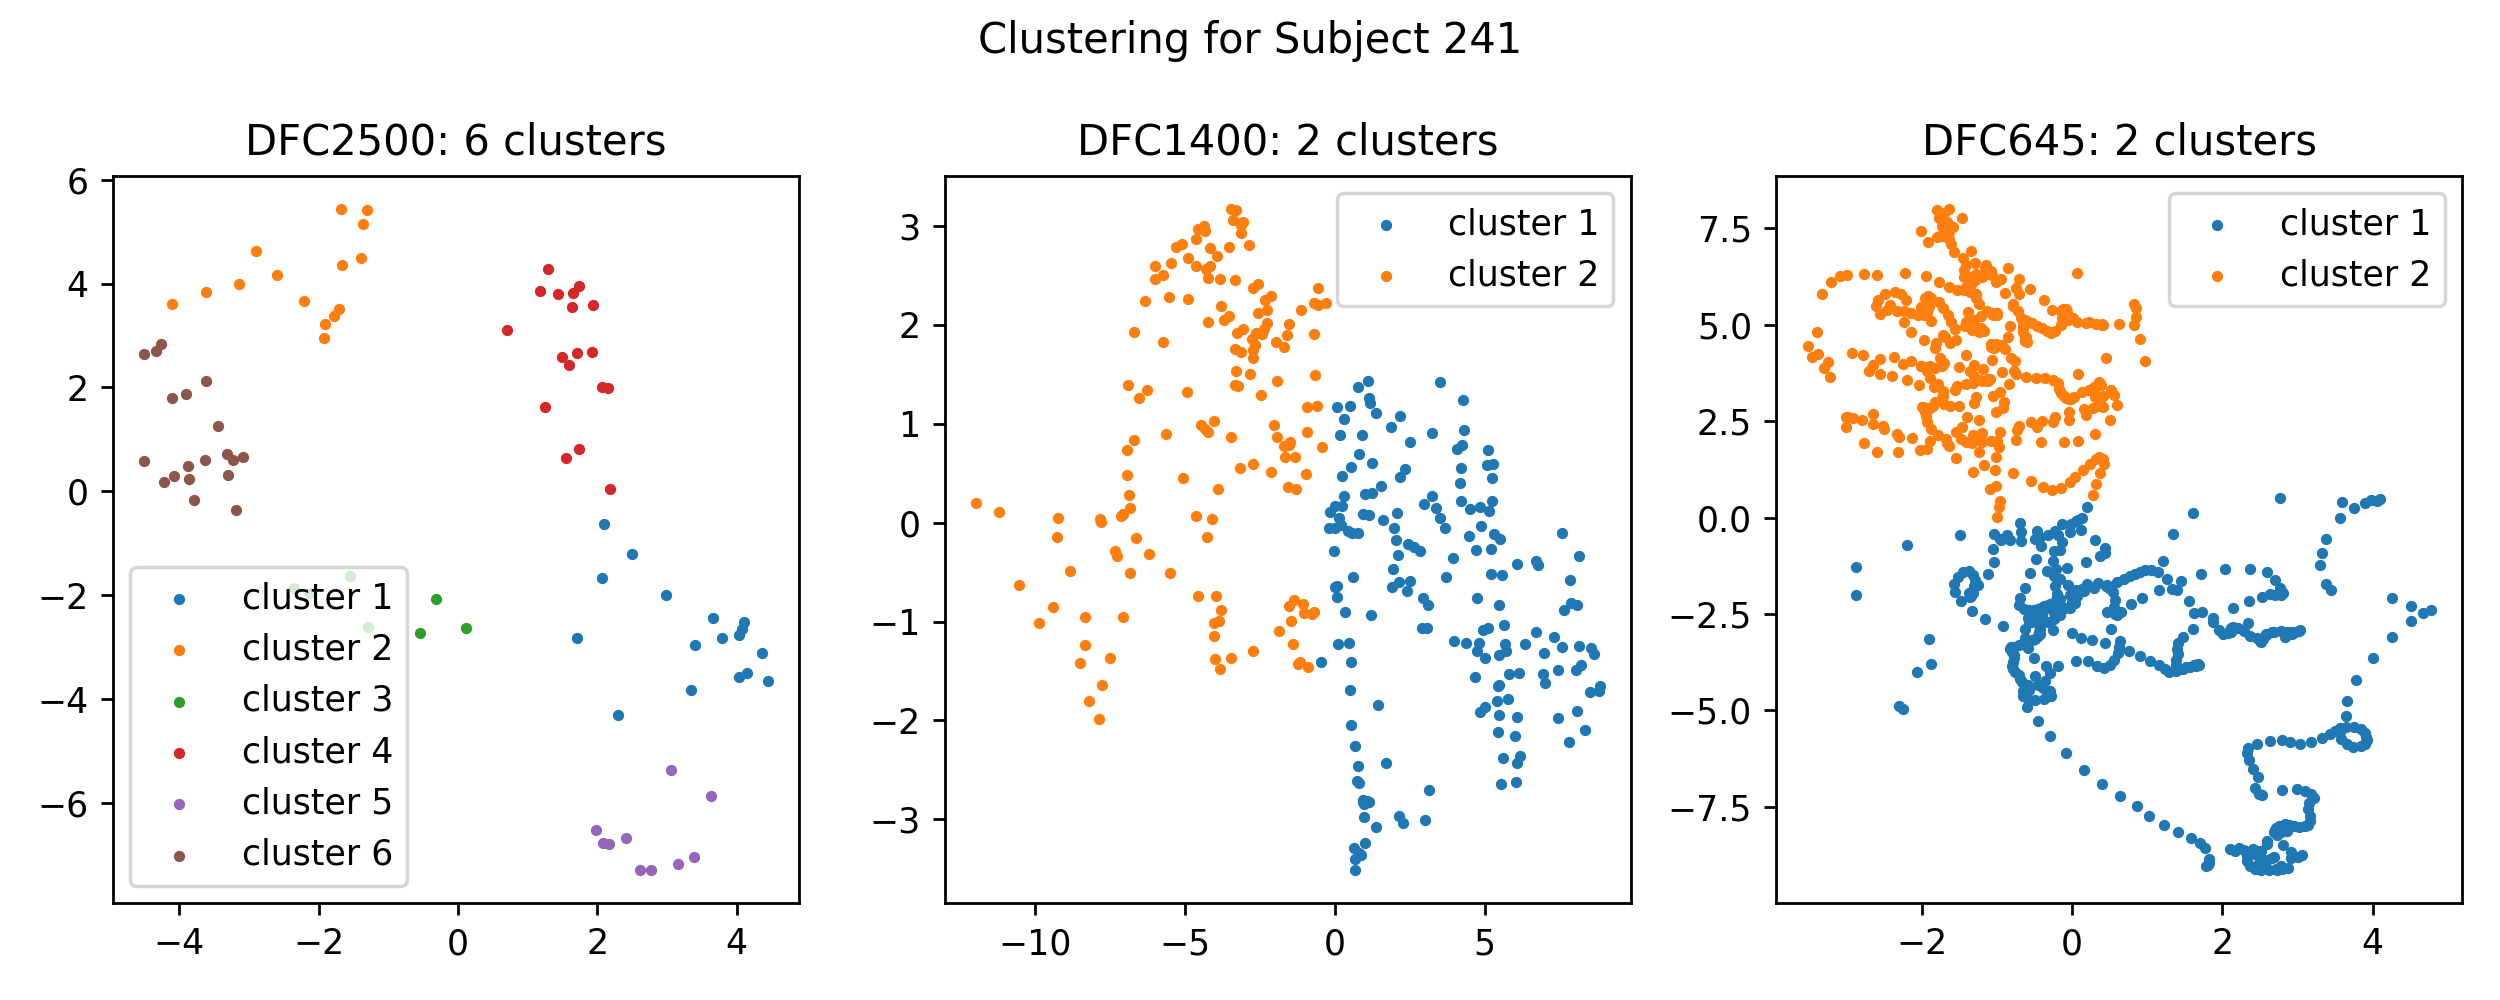 Clustering for Subject 241
DFC2500: 6 clusters
6
4
2
0
−2
−4
−6
−4
−2
0
2
4
cluster 1
cluster 2
cluster 3
cluster 4
cluster 5
cluster 6
DFC1400: 2 clusters
3
2
1
0
−1
−2
−3
−10
−5
0
5
cluster 1
cluster 2
DFC645: 2 clusters
7.5
5.0
2.5
0.0
−2.5
−5.0
−7.5
−2
0
2
4
cluster 1
cluster 2